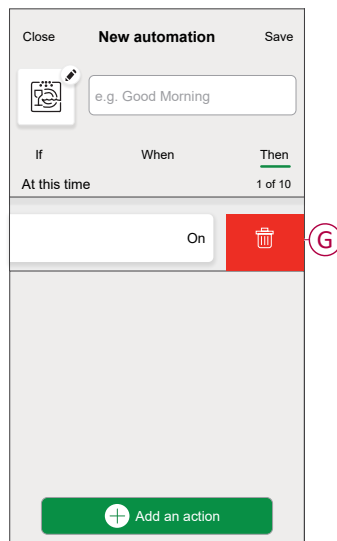 Close New automation Save
e.g. Good Morning
If When Then
At this time 1 of 10
On
G
Add an action